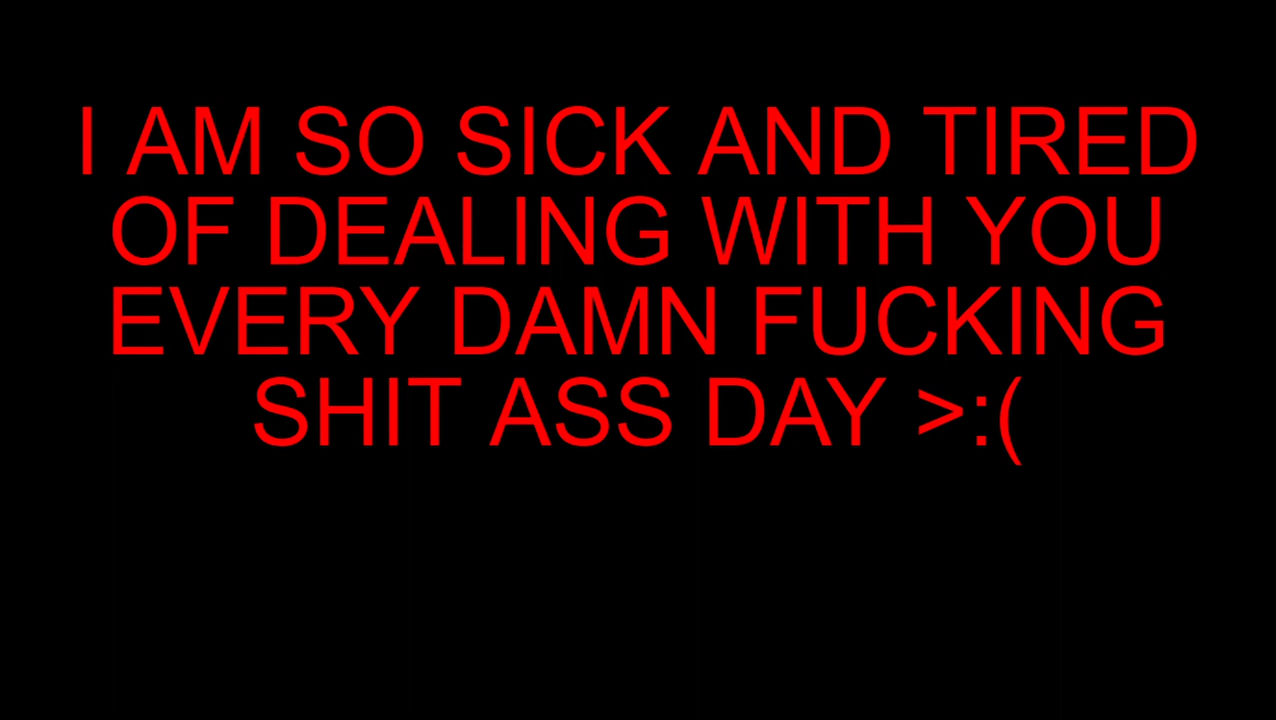 I AM SO SICK AND TIRED
OF DEALING WITH YOU
EVERY DAMN FUCKING
SHIT ASS DAY >:(